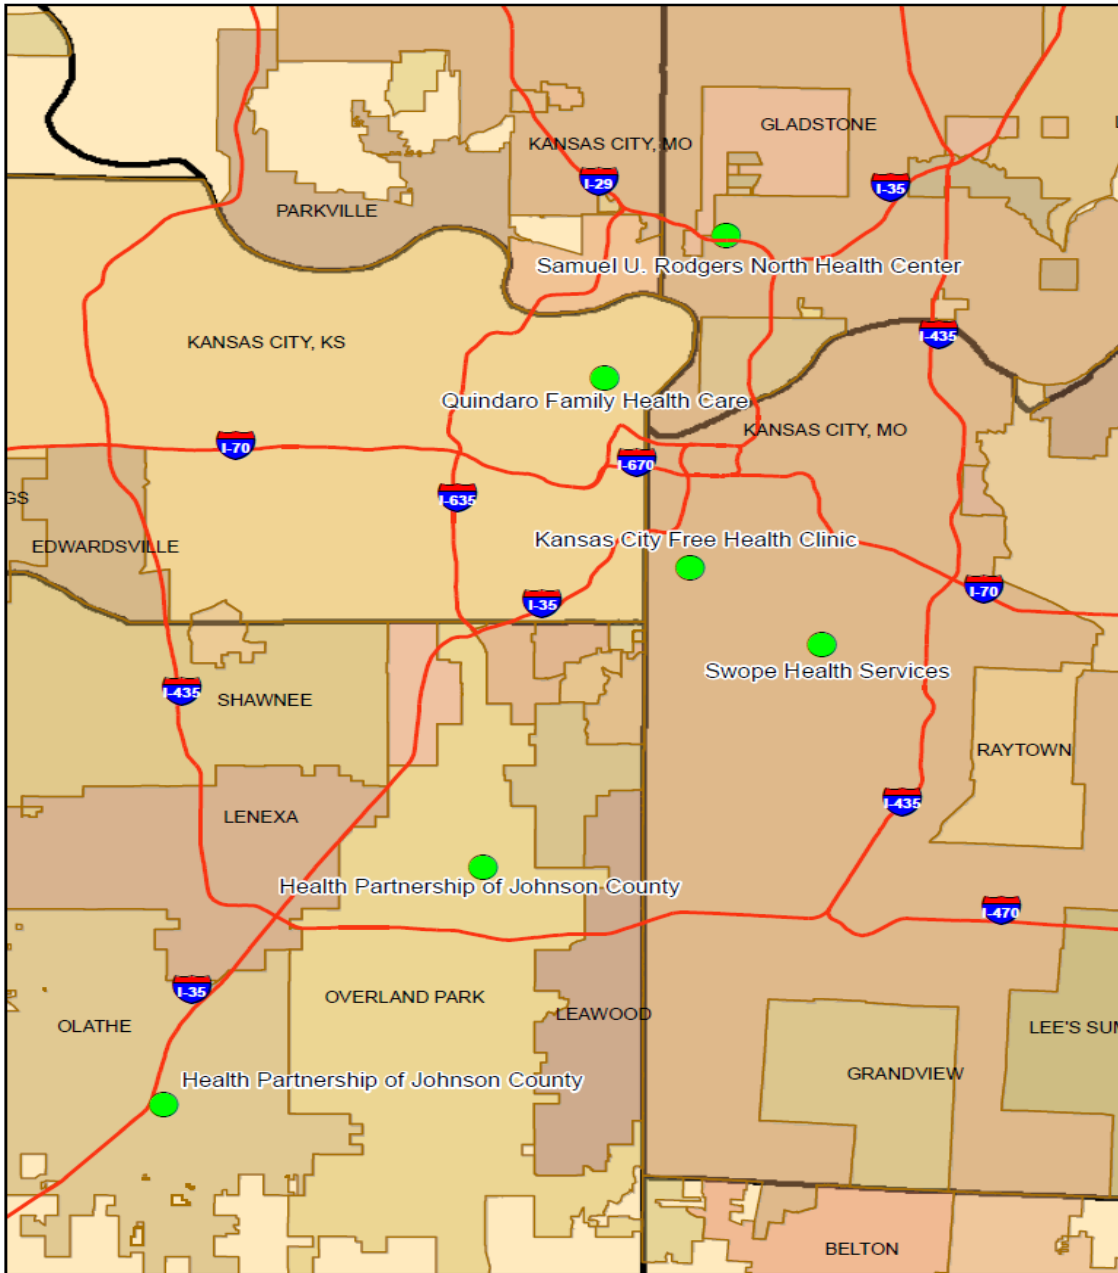 GLADSTONE
KANSAS CITY, MO
I-29
I-35
PARKVILLE
Samuel U. Rodgers North Health Center
I-435
KANSAS CITY, KS
Quindaro Family Health Care
KANSAS CITY, MO
I-70
I-670
I-635
GS
Kansas City Free Health Clinic
EDWARDSVILLE
I-70
I-35
Swope Health Services
I-435
SHAWNEE
RAYTOWN
I-435
LENEXA
Health Partnership of Johnson County
I-470
I-35
OVERLAND PARK
LEAWOOD
OLATHE
LEE'S SUM
GRANDVIEW
Health Partnership of Johnson County
BELTON